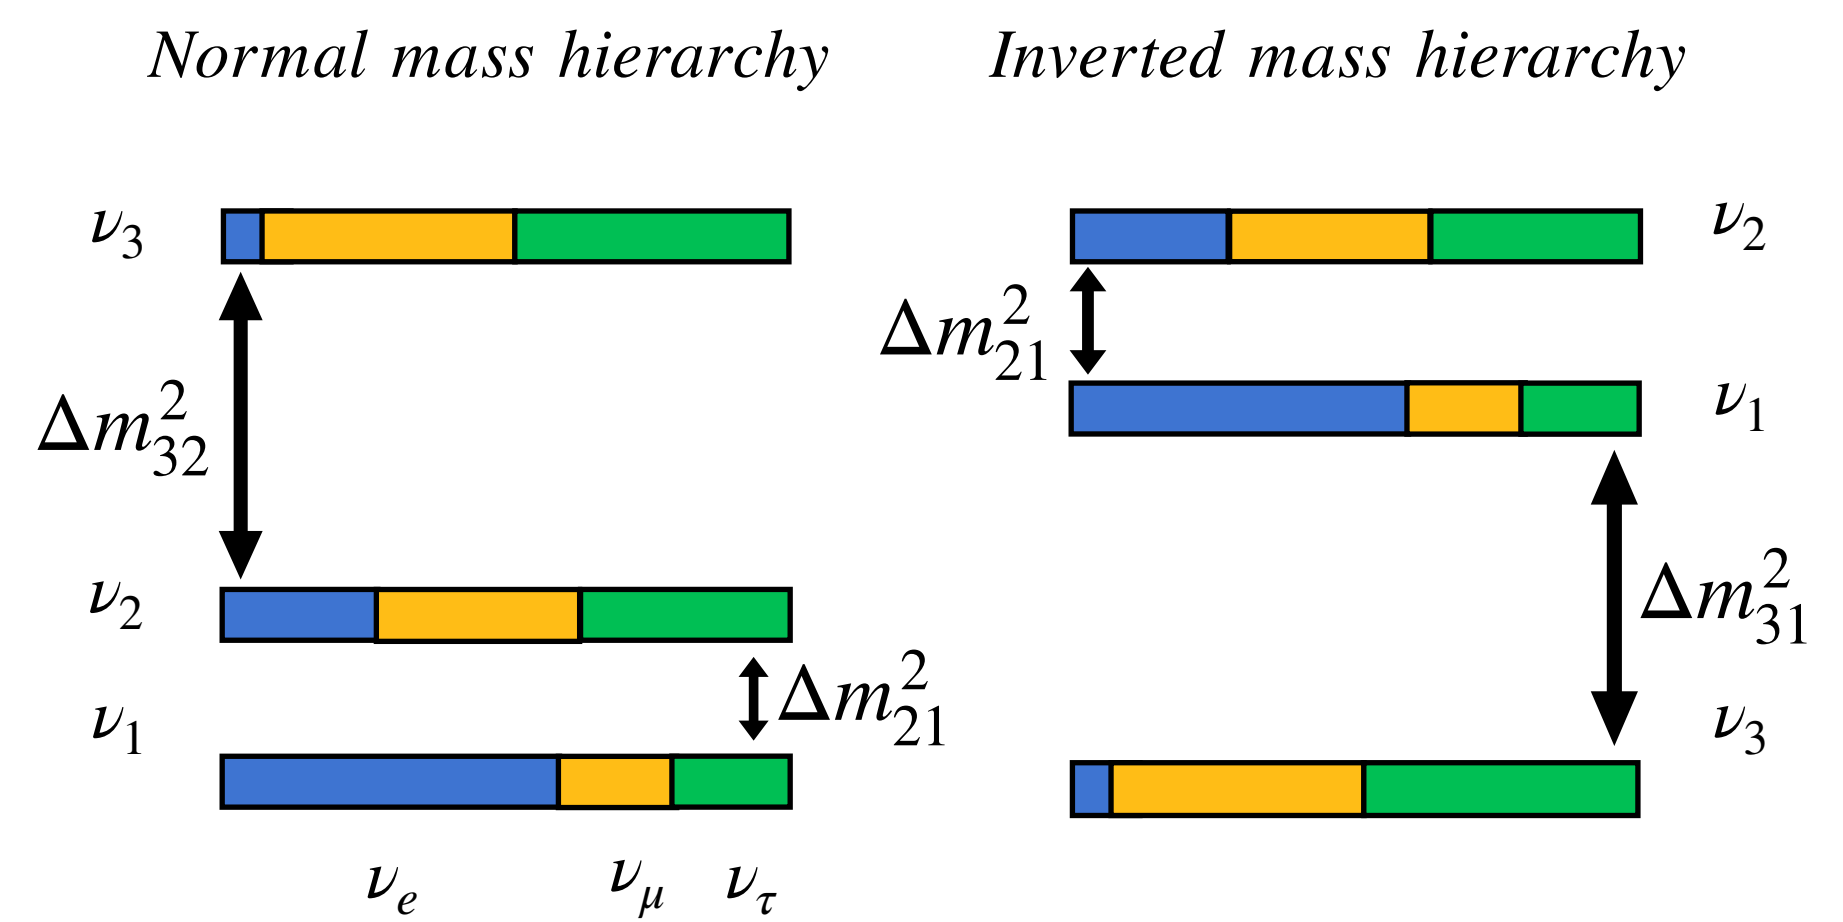 Normal mass hierarchy
Inverted mass hierarchy
ν3
Δm²32
ν2
ν1
Δm²21
νe νμ ντ
ν2
Δm²21
ν1
Δm²31
ν3